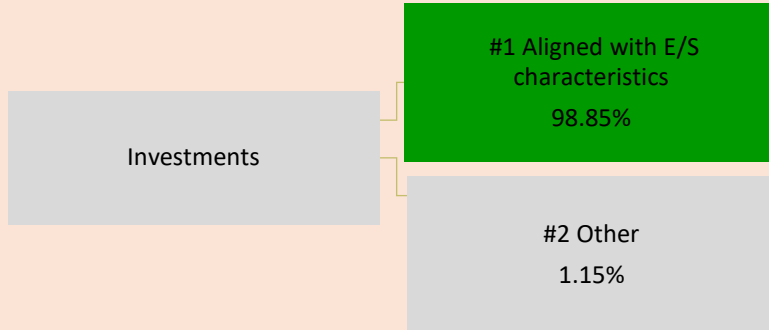 Investments
#1 Aligned with E/S
characteristics
98.85%
#2 Other
1.15%